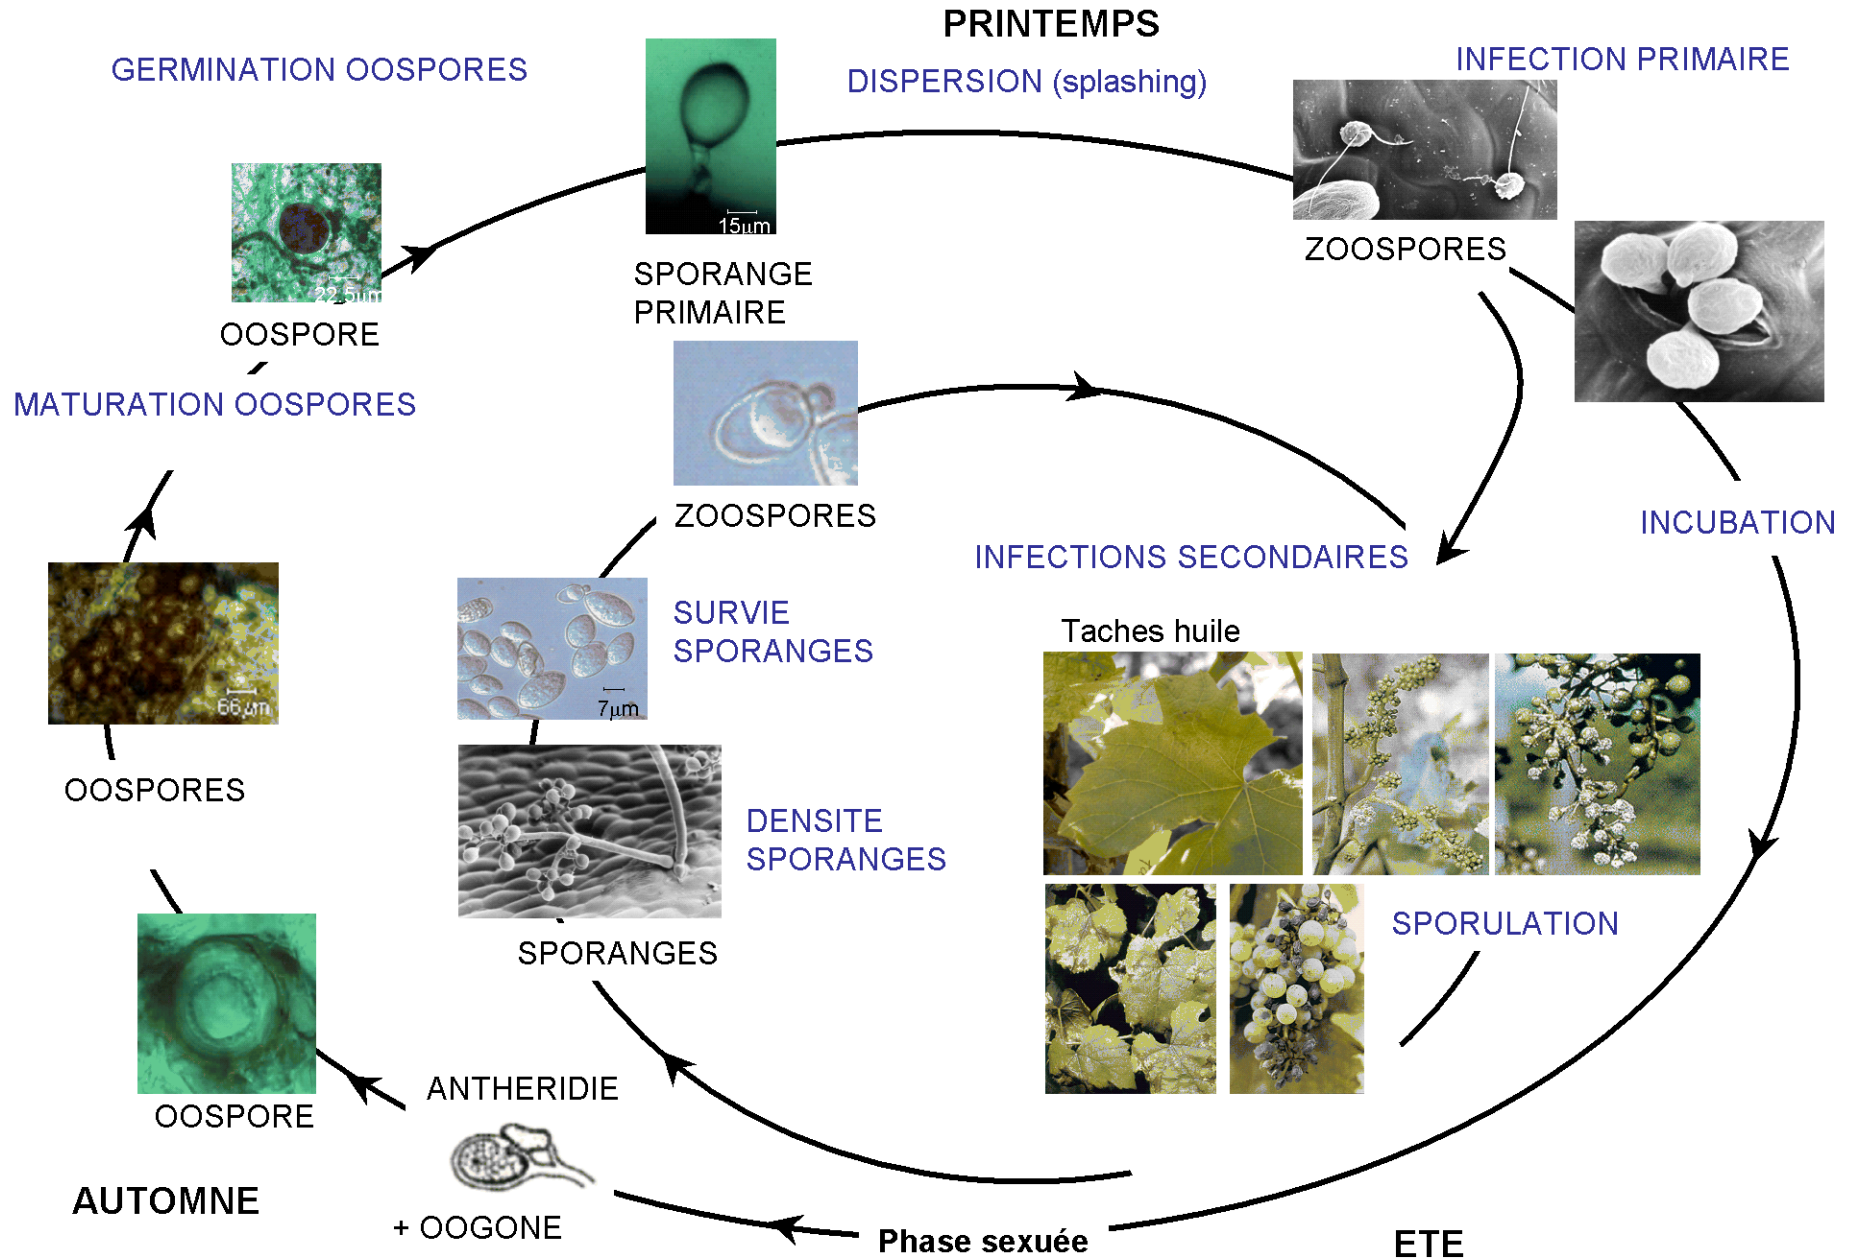 PRINTEMPS
GERMINATION OOSPORES
DISPERSION (splashing)
INFECTION PRIMAIRE
15µm
22.5µm
ZOOSPORES
SPORANGE
PRIMAIRE
OOSPORE
MATURATION OOSPORES
ZOOSPORES
INCUBATION
INFECTIONS SECONDAIRES
SURVIE
SPORANGES
Taches huile
66µm
7µm
OOSPORES
DENSITE
SPORANGES
SPORULATION
SPORANGES
ANTHERIDIE
OOSPORE
AUTOMNE
+ OOGONE
Phase sexuée
ETE